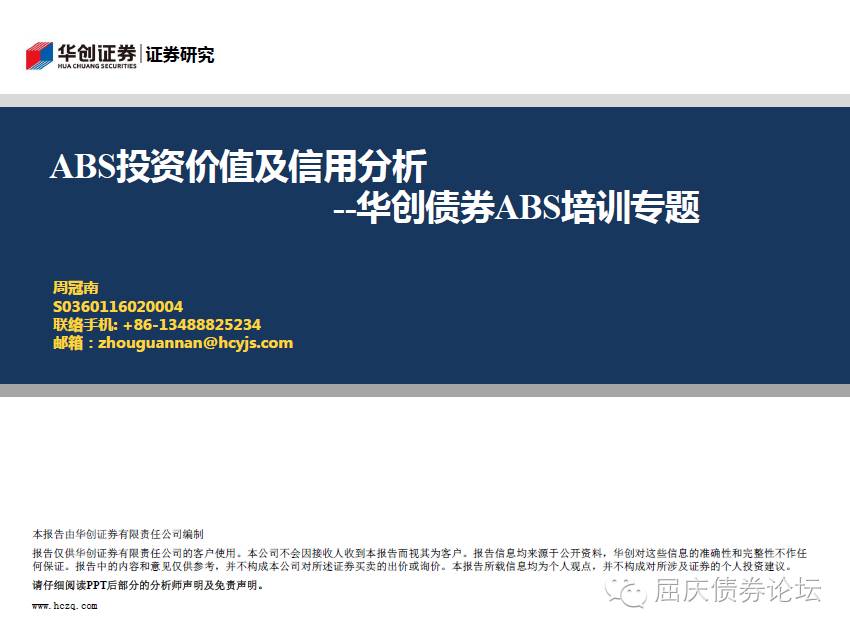 华创证券 证券研究
HUA CHUANG SECURITIES
ABS投资价值及信用分析
--华创债券ABS培训专题
周冠南
S0360116020004
联络手机: +86-13488825234
邮箱：zhouguannan@hcyjs.com
本报告由华创证券有限责任公司编制
报告仅供华创证券有限责任公司的客户使用。本公司不会因接收人收到本报告而视其为客户。报告信息均来源于公开资料，华创对这些信息的准确性和完整性不作任
何保证。报告中的内容和意见仅供参考，并不构成本公司对所述证券买卖的出价或询价。本报告所载信息均为个人观点，并不构成对所涉及证券的个人投资建议。
请仔细阅读PPT后部分的分析师声明及免责声明。
www.hczq.com
屈庆债券论坛